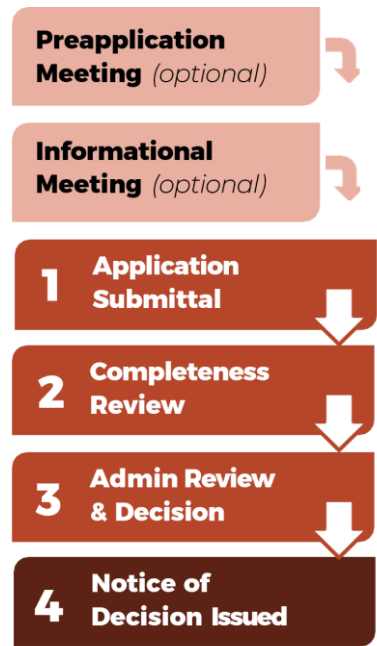 Preapplication
Meeting (optional)
Informational
Meeting (optional)
1 Application
Submittal
2 Completeness
Review
3 Admin Review
& Decision
4 Notice of
Decision Issued